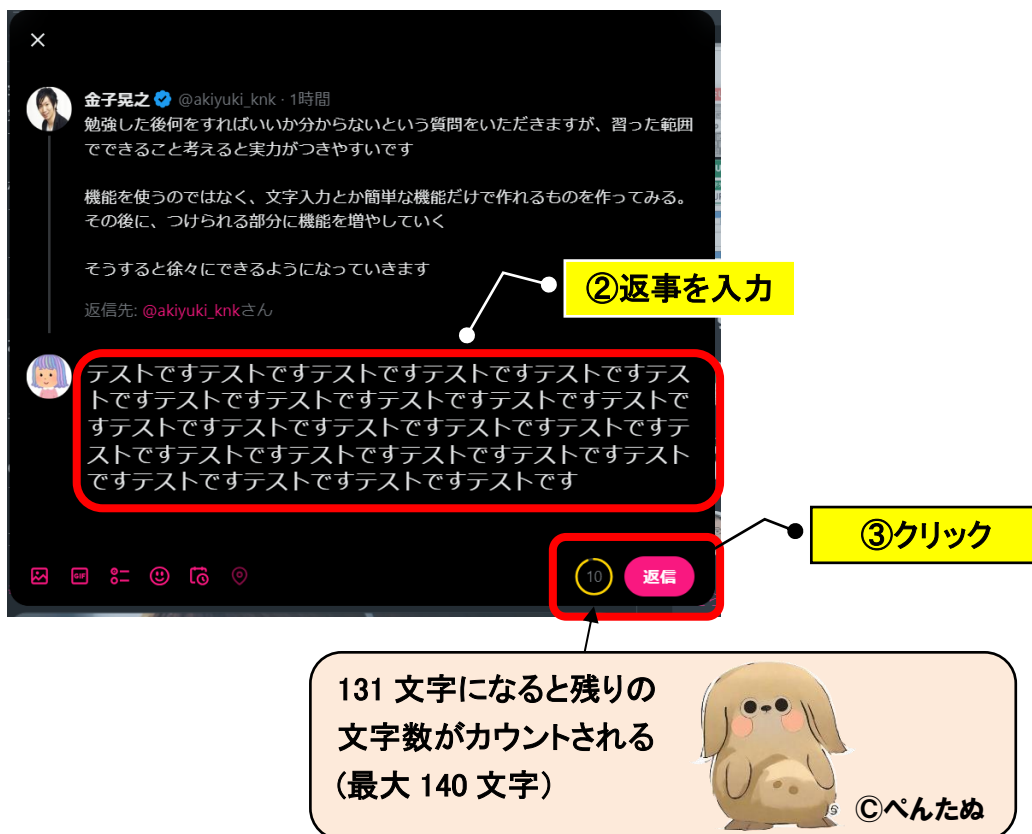 金子晃之 @akiyuki_knk · 1時間
勉強した後何をすればいいか分からないという質問をいただきますが、習った範囲
でできること考えると実力がつきやすいです
機能を使うのではなく、文字入力とか簡単な機能だけで作れるものを作ってみる。
その後に、つけられる部分に機能を増やしていく
そうすると徐々にできるようになっていきます
②返事を入力
返信先: @akiyuki_knkさん
テストですテストですテストですテストですテストですテス
トですテストですテストですテストですテストですテストで
すテストですテストですテストですテストですテストですテ
ストですテストですテストですテストですテストですテスト
ですテストですテストですテストですテストです
③クリック
GIF
10
返信
131 文字になると残りの
文字数がカウントされる
(最大 140 文字)
Ⓒぺんたぬ